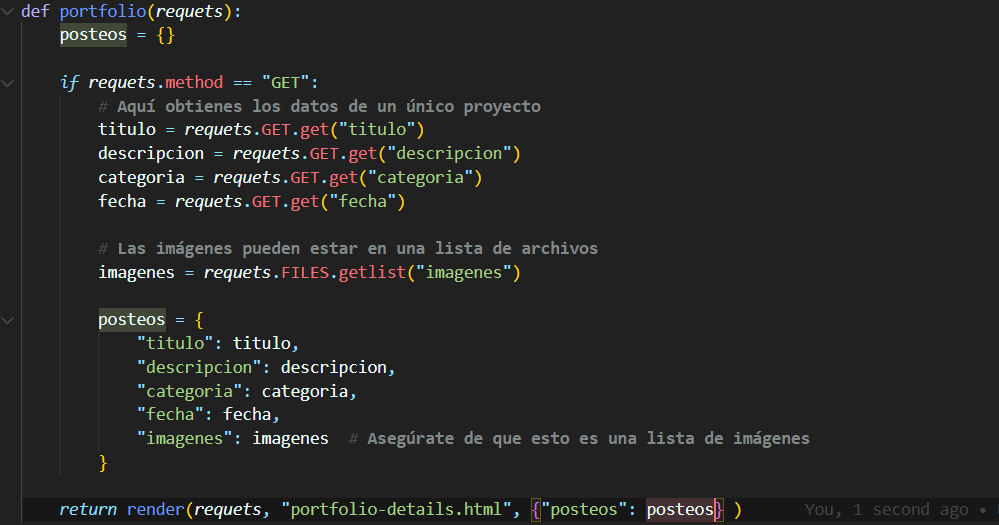 def portfolio(requets):
posteos = {}
if requets.method == "GET":
# Aquí obtienes los datos de un único proyecto
titulo = requets.GET.get("titulo")
descripcion = requets.GET.get("descripcion")
categoria = requets.GET.get("categoria")
fecha = requets.GET.get("fecha")
# Las imágenes pueden estar en una lista de archivos
imagenes = requets.FILES.getlist("imagenes")
posteos = {
"titulo": titulo,
"descripcion": descripcion,
"categoria": categoria,
"fecha": fecha,
"imagenes": imagenes  # Asegúrate de que esto es una lista de imágenes
}
return render(requets, "portfolio-details.html", {"posteos": posteos} )    You, 1 second ago •